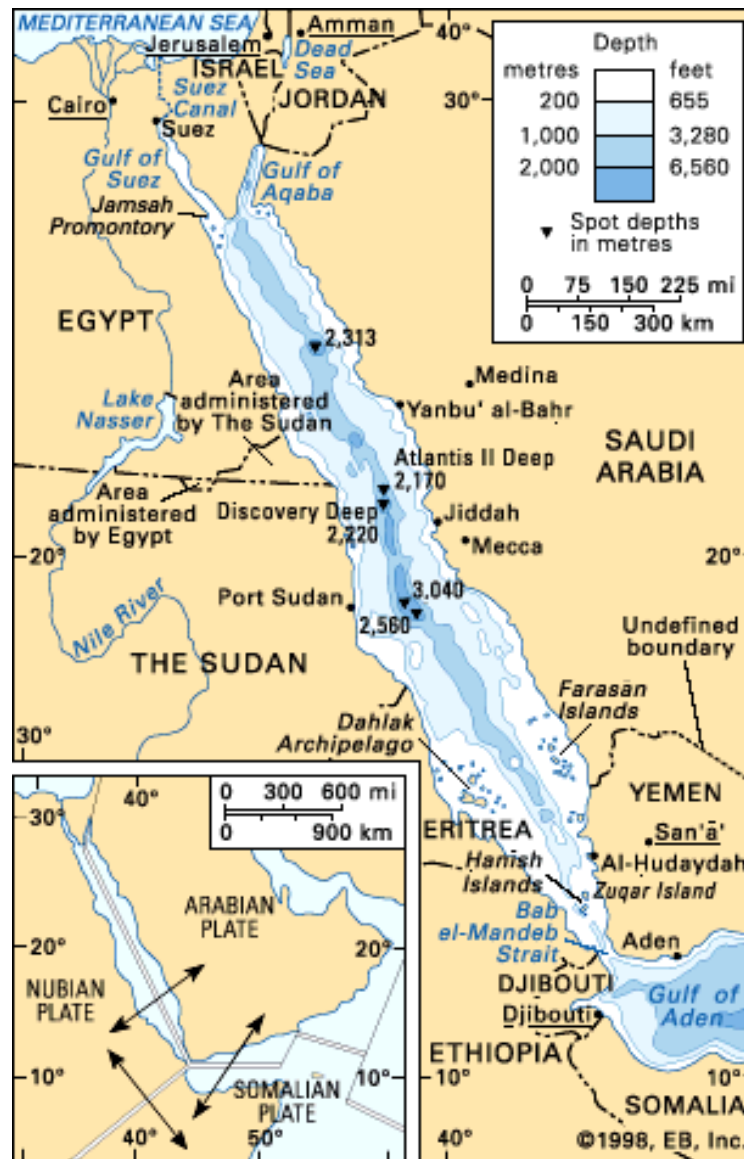 MEDITERRANEAN SEA
Amman
40°
Jerusalem
Dead
Sea
ISRAEL
Suez
Canal
JORDAN
Cairo
30°
Suez
Gulf of
Suez
Gulf of
Aqaba
Jamsah
Promontory
Depth
metres
feet
200
655
1,000
3,280
2,000
6,560
Spot depths
in metres
0 75 150 225 mi
0 150 300 km
EGYPT
2,313
Medina
Lake
Nasser
Area
administered
by The Sudan
Yanbu' al-Bahr
SAUDI
ARABIA
Atlantis II Deep
2,170
Area
administered
by Egypt
Discovery Deep
2,220
Jiddah
Mecca
20°
20°
Port Sudan
3.040
2,560
Nile River
Undefined
boundary
THE SUDAN
Farasān
Islands
Dahlak
Archipelago
30°
YEMEN
ERITREA
San'ā'
Al-Hudaydah
Hanīsh
Islands
Zuqar Island
Bab
el-Mandeb
Strait
Aden
DJIBOUTI
Gulf of
Aden
Djibouti
ETHIOPIA
10°
10°
SOMALIA
40°
©1998, EB, Inc.
0 300 600 mi
0 900 km
40°
30°
ARABIAN
PLATE
20°
20°
NUBIAN
PLATE
10°
10°
SOMALIAN
PLATE
40°
50°